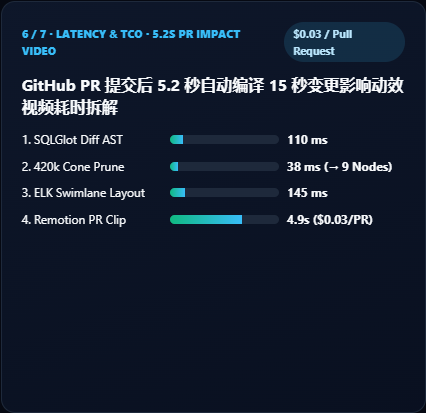 6 / 7 · LATENCY & TCO · 5.2S PR IMPACT
VIDEO
$0.03 / Pull
Request
GitHub PR 提交后 5.2 秒自动编译 15 秒变更影响动效
视频耗时拆解
1. SQLGlot Diff AST 110 ms
2. 420k Cone Prune 38 ms (→ 9 Nodes)
3. ELK Swimlane Layout 145 ms
4. Remotion PR Clip 4.9s ($0.03/PR)